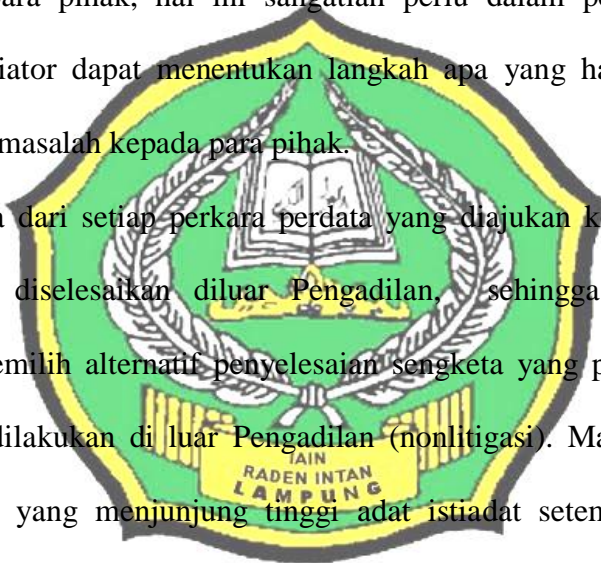 para pihak, hal ini sangatlah perlu dalam
iator dapat menentukan langkah apa yang ha
masalah kepada para pihak.
a dari setiap perkara perdata yang diajukan k
diselesaikan diluar Pengadilan, sehingga
emilih alternatif penyelesaian sengketa yang p
dilakukan di luar Pengadilan (nonlitigasi). Ma
IAIN
RADEN INTAN
LAMPUNG
yang menjunjung tinggi adat istiadat seten